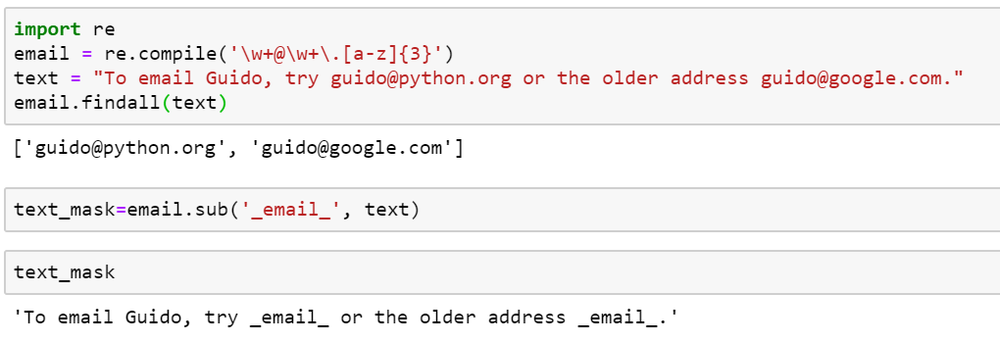 import re
email = re.compile('\w+@\w+\.[a-z]{3}')
text = "To email Guido, try guido@python.org or the older address guido@google.com."
email.findall(text)
['guido@python.org', 'guido@google.com']
text_mask=email.sub('_email_', text)
text_mask
'To email Guido, try _email_ or the older address _email_.'